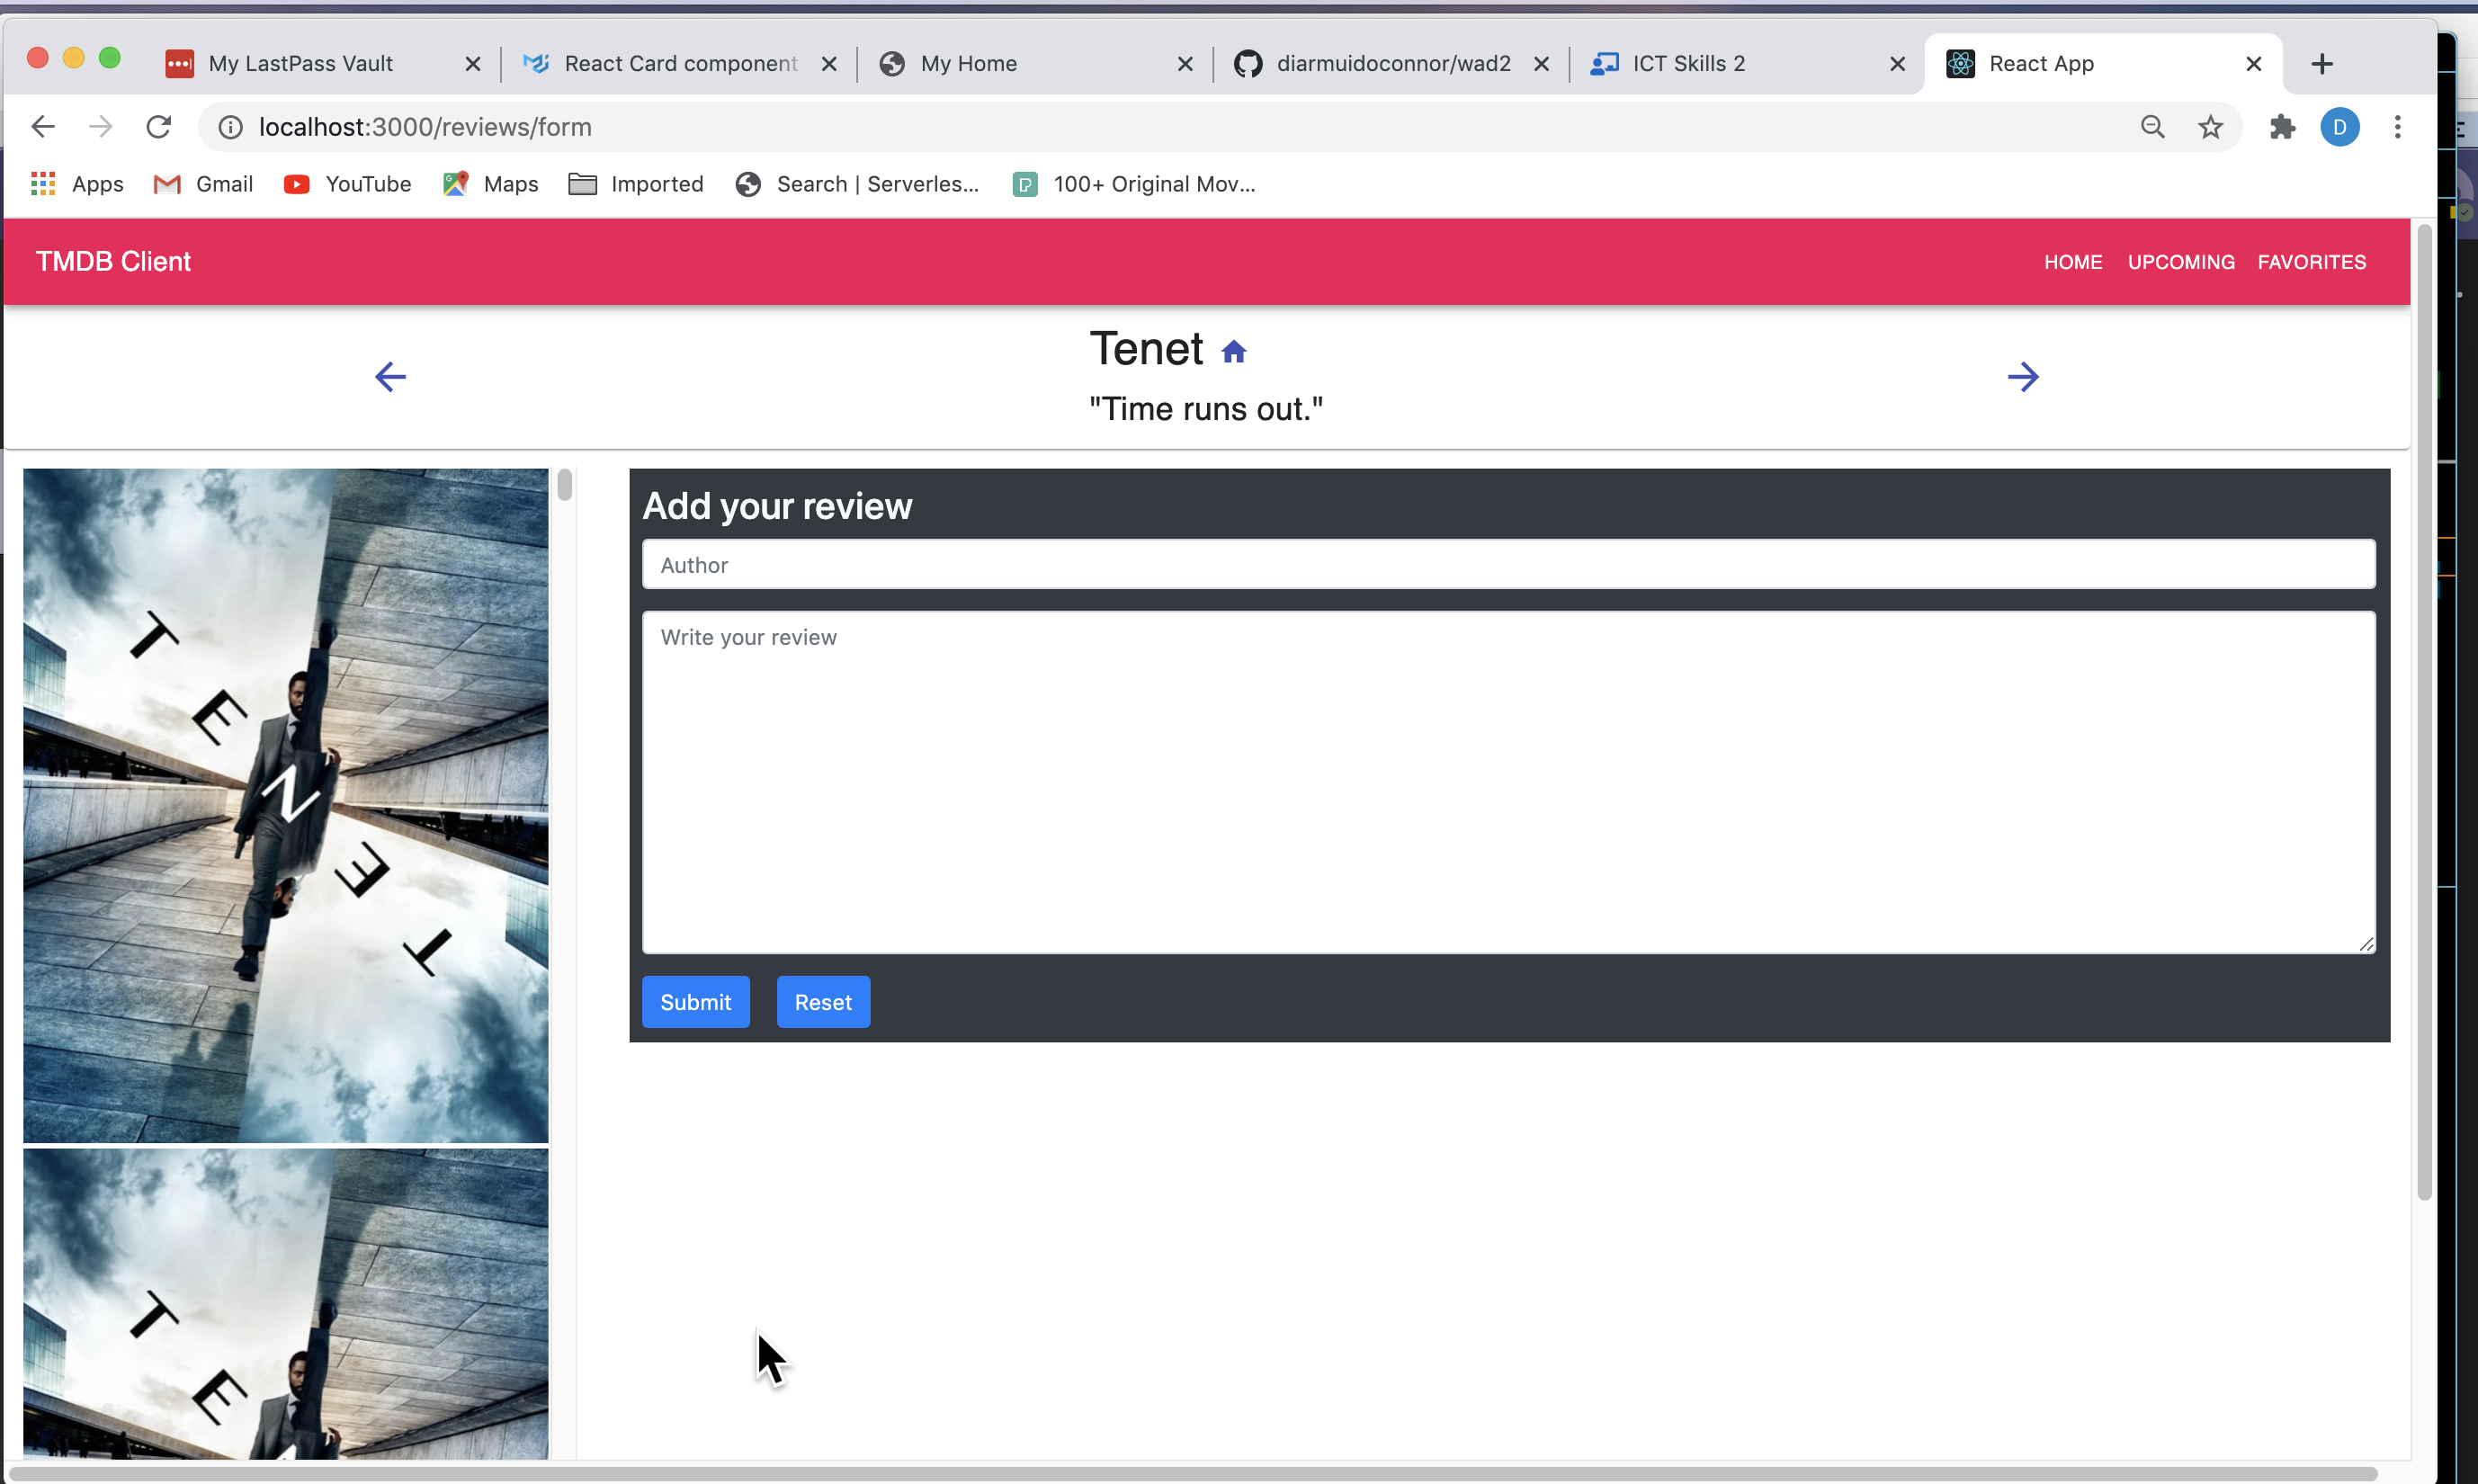 My LastPass Vault
React Card component
My Home
diarmuidoconnor/wad2
ICT Skills 2
React App
localhost:3000/reviews/form
D
Apps
Gmail
YouTube
Maps
Imported
Search | Serverles...
100+ Original Mov...
TMDB Client
HOME
UPCOMING
FAVORITES
Tenet
"Time runs out."
TENET
Add your review
Author
Write your review
Submit
Reset
TEN